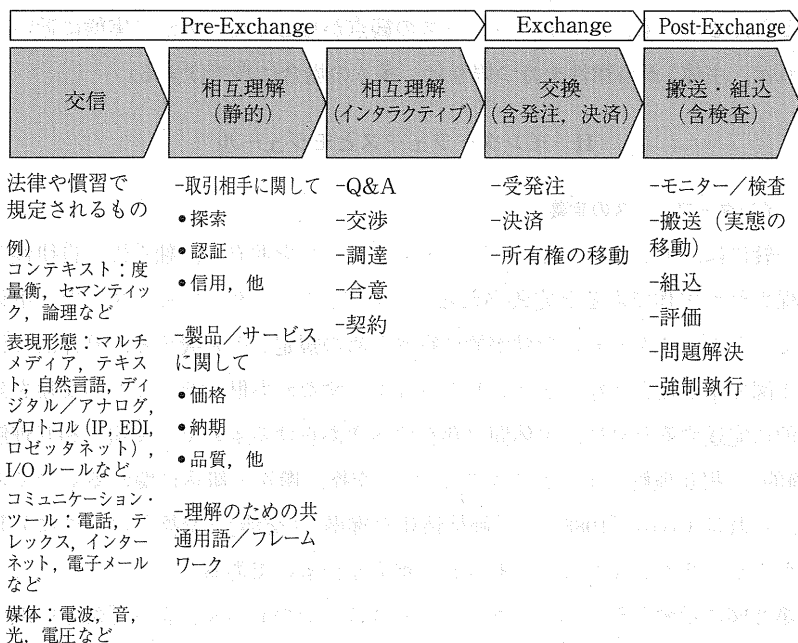 Pre-Exchange
Exchange
Post-Exchange
交信
相互理解
(静的)
相互理解
(インタラクティブ)
交換
(含発注，決済)
搬送・組込
(含検査)
法律や慣習で
規定されるもの
例)
コンテキスト：度
量衡，セマンティッ
ク，論理など
表現形態：マルチ
メディア，テキス
ト，自然言語，ディ
ジタル／アナログ，
プロトコル (IP, EDI,
ロゼッタネット)，
I/O ルールなど
コミュニケーション・
ツール：電話，テ
レックス，インター
ネット，電子メール
など
媒体：電波，音，
光，電圧など
-取引相手に関して
•探索
•認証
•信用，他
-製品／サービス
に関して
•価格
•納期
•品質，他
-理解のための共
通用語／フレーム
ワーク
-Q&A
-交渉
-調達
-合意
-契約
-受発注
-決済
-所有権の移動
-モニター／検査
-搬送（実態の
移動）
-組込
-評価
-問題解決
-強制執行